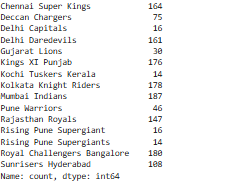 Chennai Super Kings 164
Deccan Chargers 75
Delhi Capitals 16
Delhi Daredevils 161
Gujarat Lions 30
Kings XI Punjab 176
Kochi Tuskers Kerala 14
Kolkata Knight Riders 178
Mumbai Indians 187
Pune Warriors 46
Rajasthan Royals 147
Rising Pune Supergiant 16
Rising Pune Supergiants 14
Royal Challengers Bangalore 180
Sunrisers Hyderabad 108
Name: count, dtype: int64